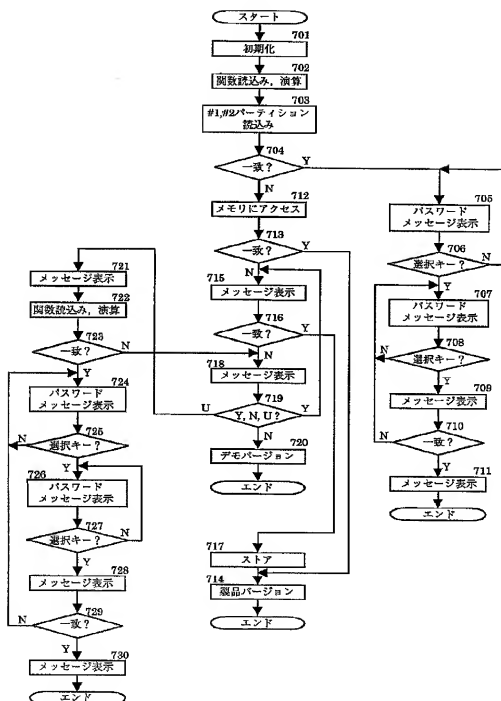 スタート
701
初期化
702
関数読込み，演算
703
#1,#2パーティション
読込み
704
一致？
Y
N
712
メモリにアクセス
713
一致？
Y
N
715
メッセージ表示
716
一致？
Y
N
718
メッセージ表示
719
Y, N, U？
U
Y
N
720
デモバージョン
エンド
717
ストア
714
製品バージョン
エンド
705
パスワード
メッセージ表示
706
選択キー？
N
Y
707
パスワード
メッセージ表示
708
選択キー？
N
Y
709
メッセージ表示
710
一致？
N
Y
711
メッセージ表示
エンド
721
メッセージ表示
722
関数読込み，演算
723
一致？
N
Y
724
パスワード
メッセージ表示
725
選択キー？
N
Y
726
パスワード
メッセージ表示
727
選択キー？
N
Y
728
メッセージ表示
729
一致？
N
Y
730
メッセージ表示
エンド